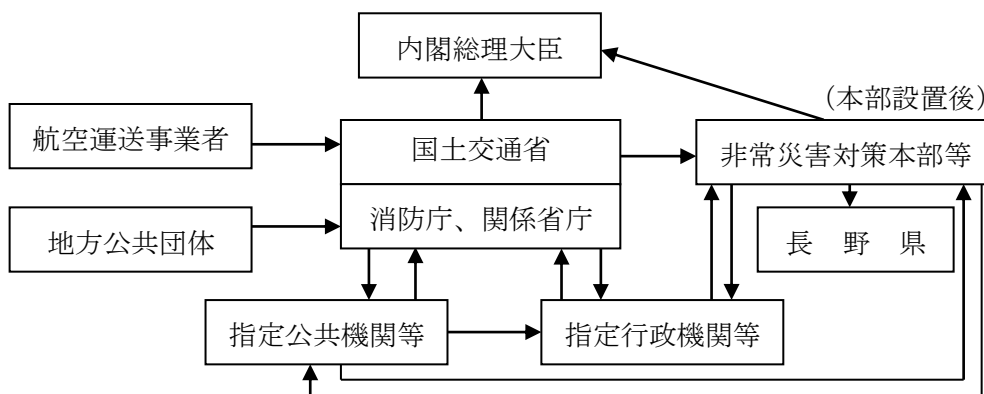 内閣総理大臣
(本部設置後)
航空運送事業者
国土交通省
非常災害対策本部等
地方公共団体
消防庁、関係省庁
長 野 県
指定公共機関等
指定行政機関等